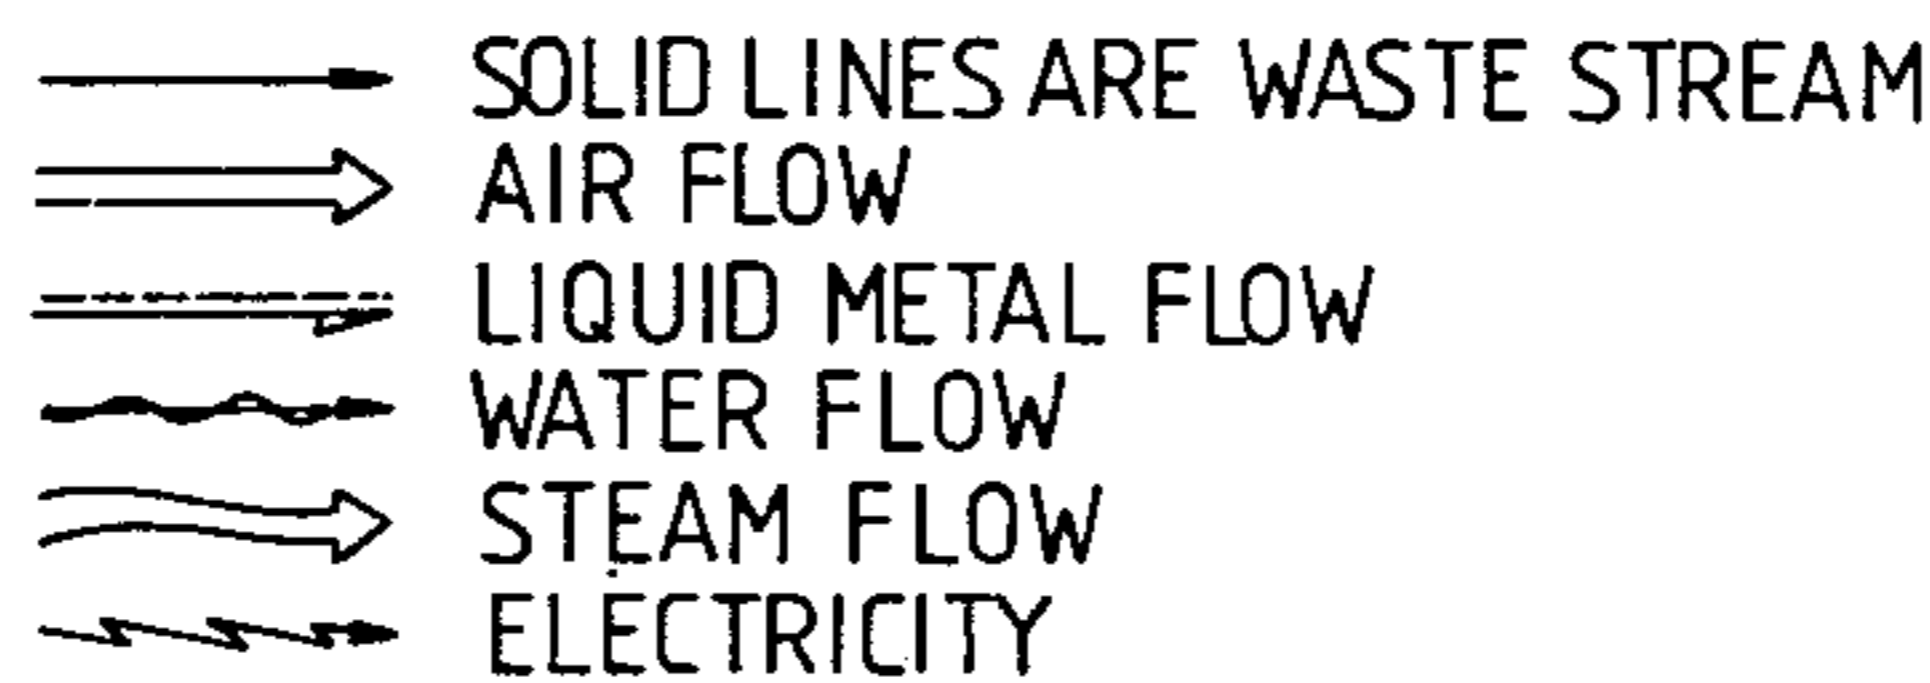 SOLID LINES ARE WASTE STREAM
AIR FLOW
LIQUID METAL FLOW
WATER FLOW
STEAM FLOW
ELECTRICITY